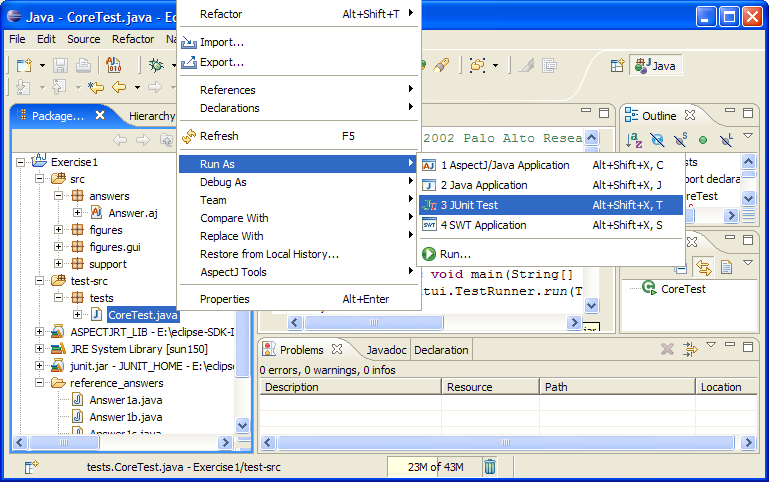 Java - CoreTest.java - E
File Edit Source Refactor Na
Refactor Alt+Shift+T
Import...
Export...
References
Declarations
Refresh F5
Run As
Debug As
Team
Compare With
Replace With
Restore from Local History...
AspectJ Tools
Properties Alt+Enter
1 AspectJ/Java Application Alt+Shift+X, C
2 Java Application Alt+Shift+X, J
3 JUnit Test Alt+Shift+X, T
4 SWT Application Alt+Shift+X, S
Run...
Java
Package... Hierarchy
Exercise1
src
answers
Answer.aj
figures
figures.gui
support
test-src
tests
CoreTest.java
ASPECTJRT_LIB - E:\eclipse-SDK-
JRE System Library [sun150]
junit.jar - JUNIT_HOME - E:\eclips
reference_answers
Answer1a.java
Answer1b.java
Answer1c.java
2002 Palo Alto Resea
void main(String[]
tui.TestRunner.run(T
Outline
sts
port declara
oreTest
CoreTest
Problems Javadoc Declaration
0 errors, 0 warnings, 0 infos
Description Resource Path Location
tests.CoreTest.java - Exercise1/test-src
23M of 43M